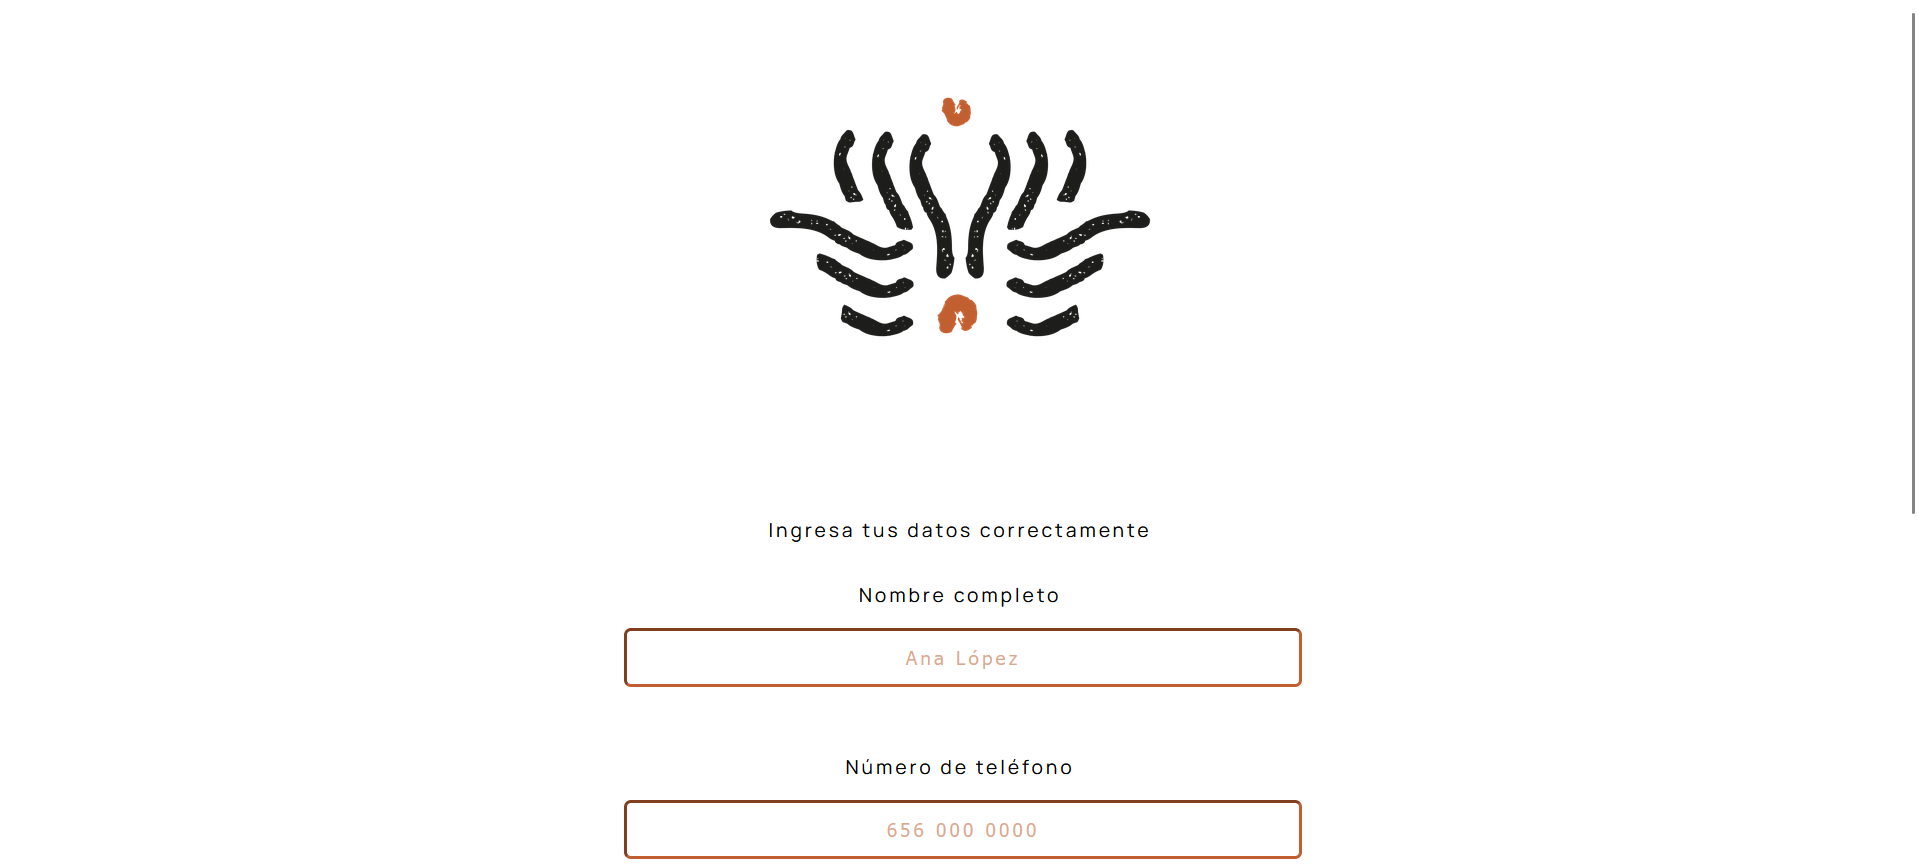 Ingresa tus datos correctamente
Nombre completo
Ana López
Número de teléfono
656 000 0000